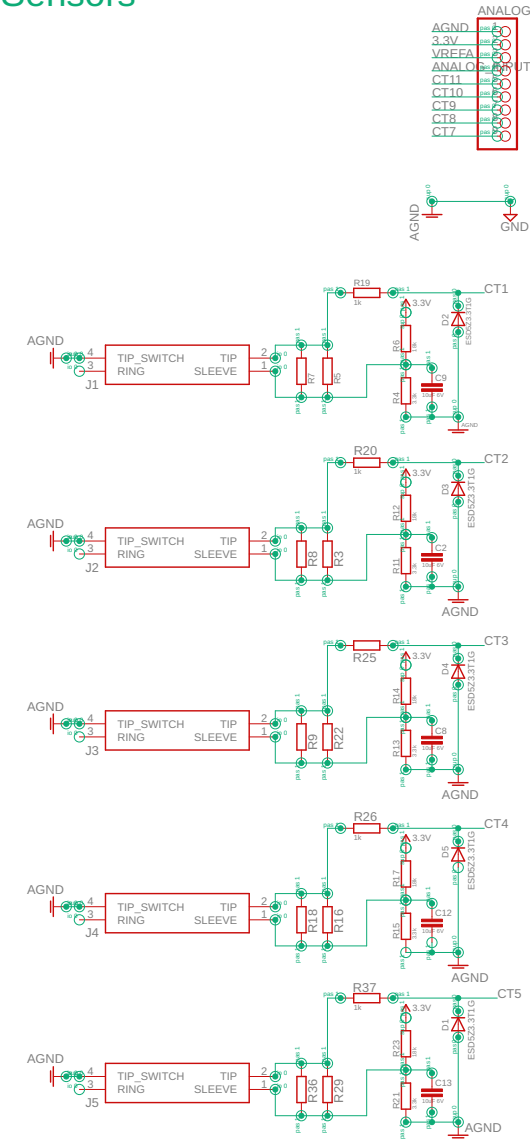 Sensors
ANALOG
AGND
3.3V
VREFA
ANALOG_INPUT
CT11
CT10
CT9
CT8
CT7
AGND
GND
R19
1k
CT1
3.3V
D2
ESD5Z3.3T1G
AGND
4
TIP_SWITCH
TIP
2
3
RING
SLEEVE
1
J1
R7
R5
R6
R4
C9
AGND
R20
1k
CT2
3.3V
D3
ESD5Z3.3T1G
AGND
4
TIP_SWITCH
TIP
2
3
RING
SLEEVE
1
J2
R8
R3
R12
R11
C2
AGND
R25
CT3
3.3V
D4
ESD5Z3.3T1G
AGND
4
TIP_SWITCH
TIP
2
3
RING
SLEEVE
1
J3
R9
R22
R14
R13
C8
AGND
R26
1k
CT4
3.3V
D5
ESD5Z3.3T1G
AGND
4
TIP_SWITCH
TIP
2
3
RING
SLEEVE
1
J4
R18
R16
R17
R15
C12
AGND
R37
1k
CT5
3.3V
D1
ESD5Z3.3T1G
AGND
4
TIP_SWITCH
TIP
2
3
RING
SLEEVE
1
J5
R36
R29
R23
R21
C13
AGND